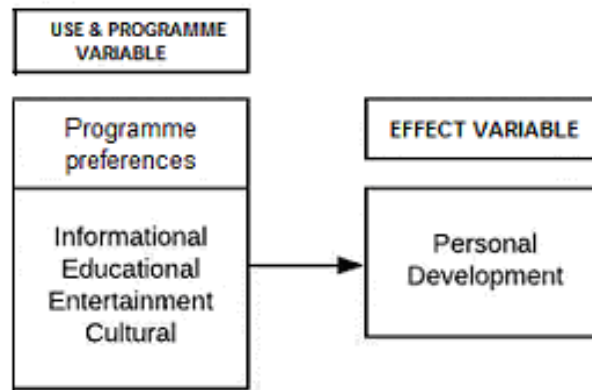 USE & PROGRAMME
VARIABLE
Programme
preferences
Informational
Educational
Entertainment
Cultural
EFFECT VARIABLE
Personal
Development